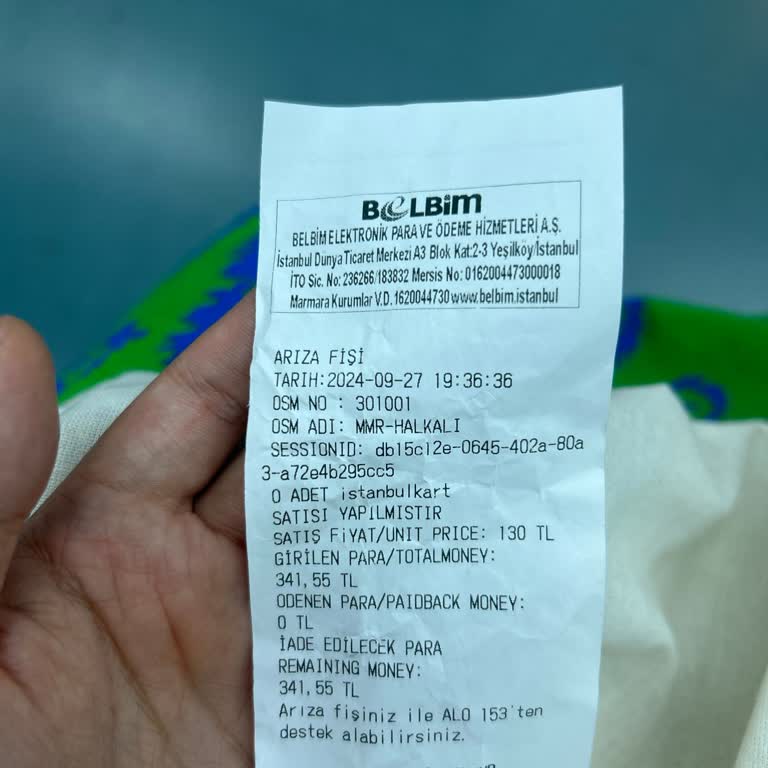 BELBiM
BELBİM ELEKTRONİK PARA VE ÖDEME HİZMETLERİ A.Ş.
İstanbul Dünya Ticaret Merkezi A3 Blok Kat:2-3 Yeşilköy/İstanbul
İTO Sic. No: 236266/183832 Mersis No: 0162004473000018
Marmara Kurumlar V.D. 1620044730 www.belbim.istanbul
ARIZA FİŞİ
TARIH:2024-09-27 19:36:36
OSM NO : 301001
OSM ADI: MMR-HALKALI
SESSIONID: db15c12e-0645-402a-80a
3-a72e4b295cc5
0 ADET istanbulkart
SATISI YAPILMISTIR
SATIŞ FİYAT/UNIT PRICE: 130 TL
GİRİLEN PARA/TOTALMONEY:
341,55 TL
ODENEN PARA/PAIDBACK MONEY:
0 TL
İADE EDİLECEK PARA
REMAINING MONEY:
341,55 TL
Arıza fişiniz ile ALO 153'ten
destek alabilirsiniz.